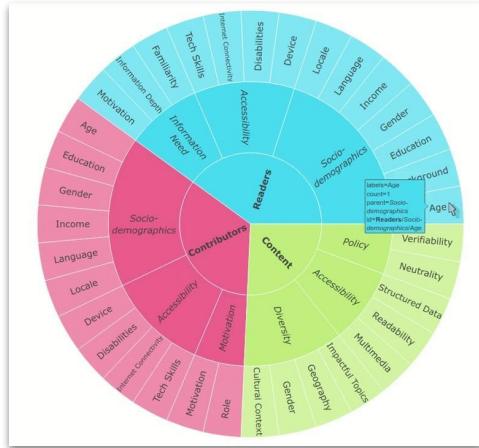 Readers
Information
Need
Accessibility
Socio-
demographics
Motivation
Information Depth
Familiarity
Tech Skills
Internet Connectivity
Disabilities
Device
Locale
Language
Income
Gender
Education
Age
labels=Age
count=1
parent=Socio-
demographics
id=Readers/Socio-
demographics/Age
Content
Policy
Accessibility
Diversity
Verifiability
Neutrality
Structured Data
Readability
Multimedia
Impactful Topics
Geography
Gender
Cultural Context
Contributors
Motivation
Accessibility
Socio-
demographics
Role
Motivation
Tech Skills
Internet Connectivity
Disabilities
Device
Locale
Language
Income
Gender
Education
Age